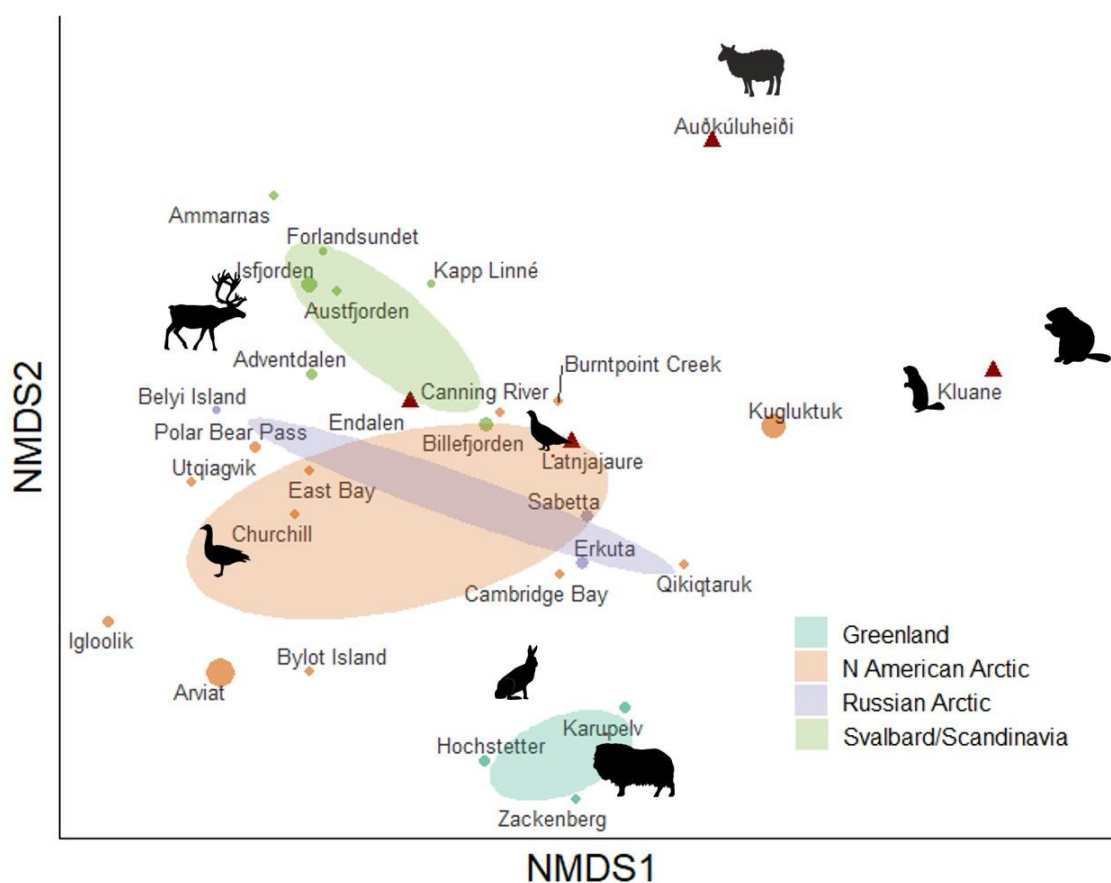 Auðkúluheiði
Ammarnas
Forlandsundet
Isfjorden
Kapp Linné
Austfjorden
Adventdalen
Burntpoint Creek
Canning River
Kluane
Belyi Island
Endalen
Kugluktuk
Polar Bear Pass
Billefjorden
Latnjajaure
Utqiagvik
East Bay
Sabetta
Churchill
Erkuta
Qikiqtaruk
Cambridge Bay
Igloolik
Bylot Island
Arviat
Karupelv
Hochstetter
Zackenberg
Greenland
N American Arctic
Russian Arctic
Svalbard/Scandinavia
NMDS2
NMDS1